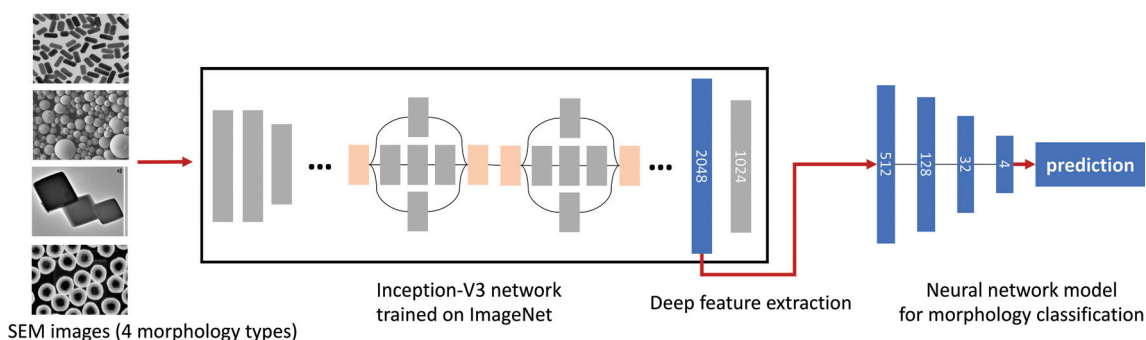 2048
1024
512
128
32
4
prediction
Inception-V3 network
trained on ImageNet
Deep feature extraction
Neural network model
for morphology classification
SEM images (4 morphology types)